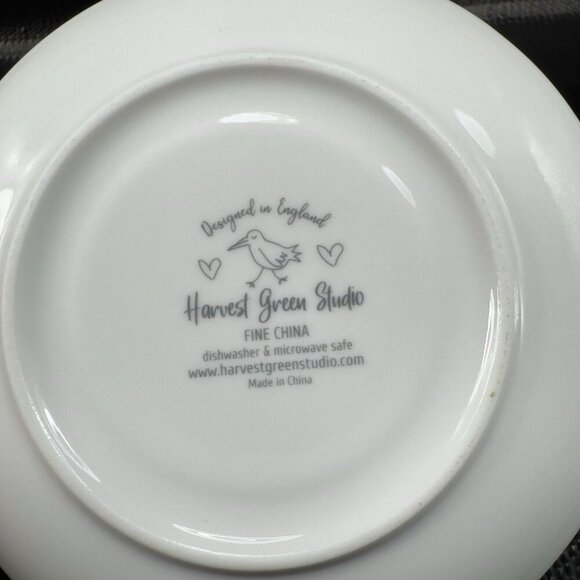 Designed in England
Harvest Green Studio
FINE CHINA
dishwasher & microwave safe
www.harvestgreenstudio.com
Made in China